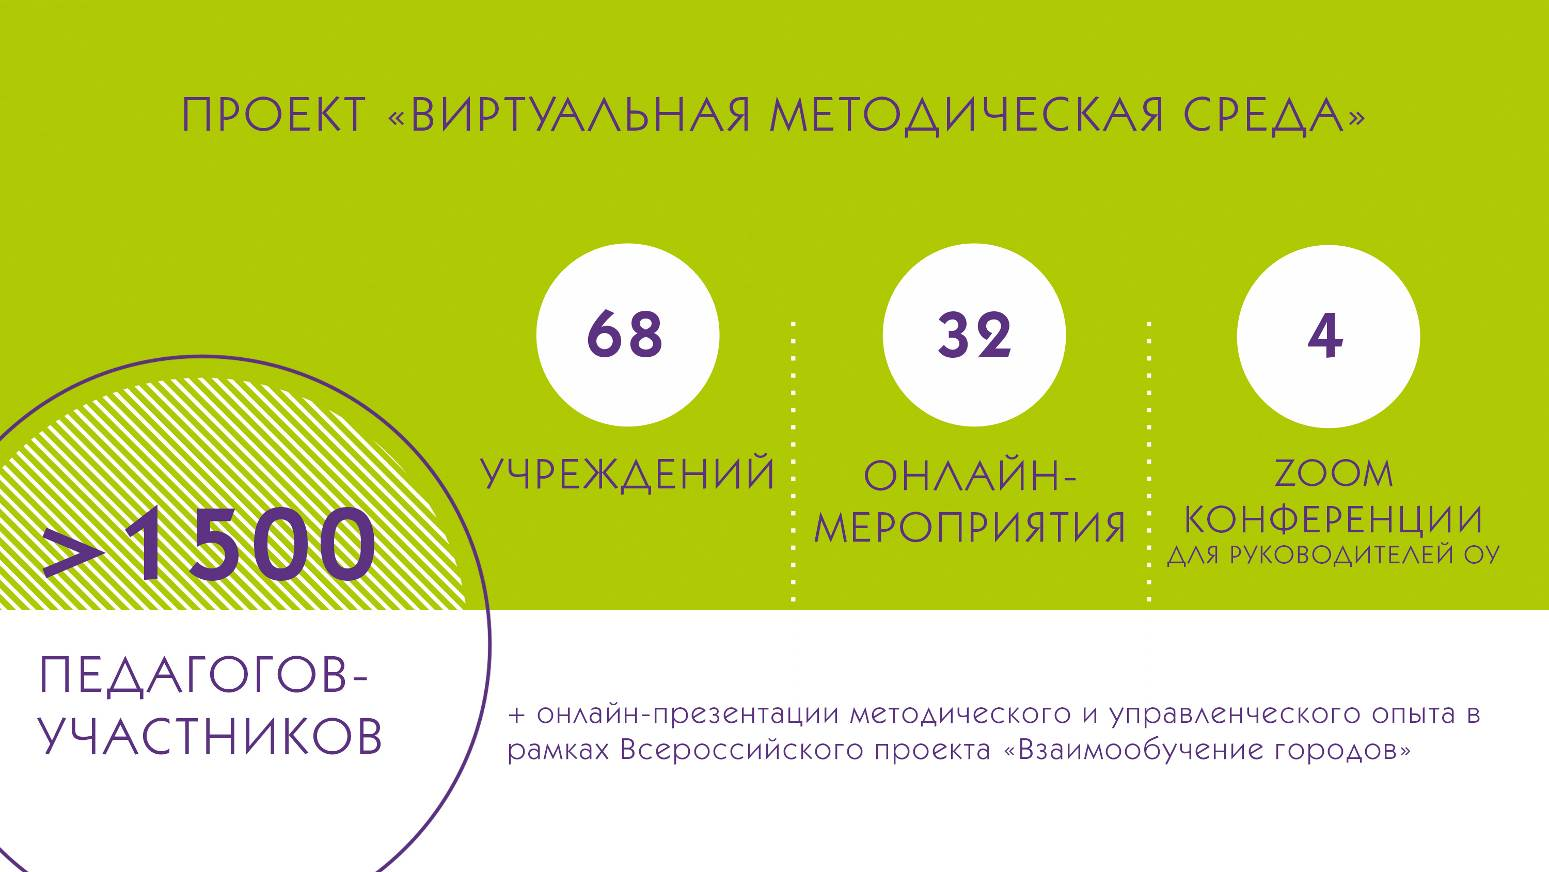 ПРОЕКТ «ВИРТУАЛЬНАЯ МЕТОДИЧЕСКАЯ СРЕДА»
68
УЧРЕЖДЕНИЙ
32
ОНЛАЙН-
МЕРОПРИЯТИЯ
4
ZOOM
КОНФЕРЕНЦИИ
ДЛЯ РУКОВОДИТЕЛЕЙ ОУ
>1500
ПЕДАГОГОВ-
УЧАСТНИКОВ
+ онлайн-презентации методического и управленческого опыта в
рамках Всероссийского проекта «Взаимообучение городов»